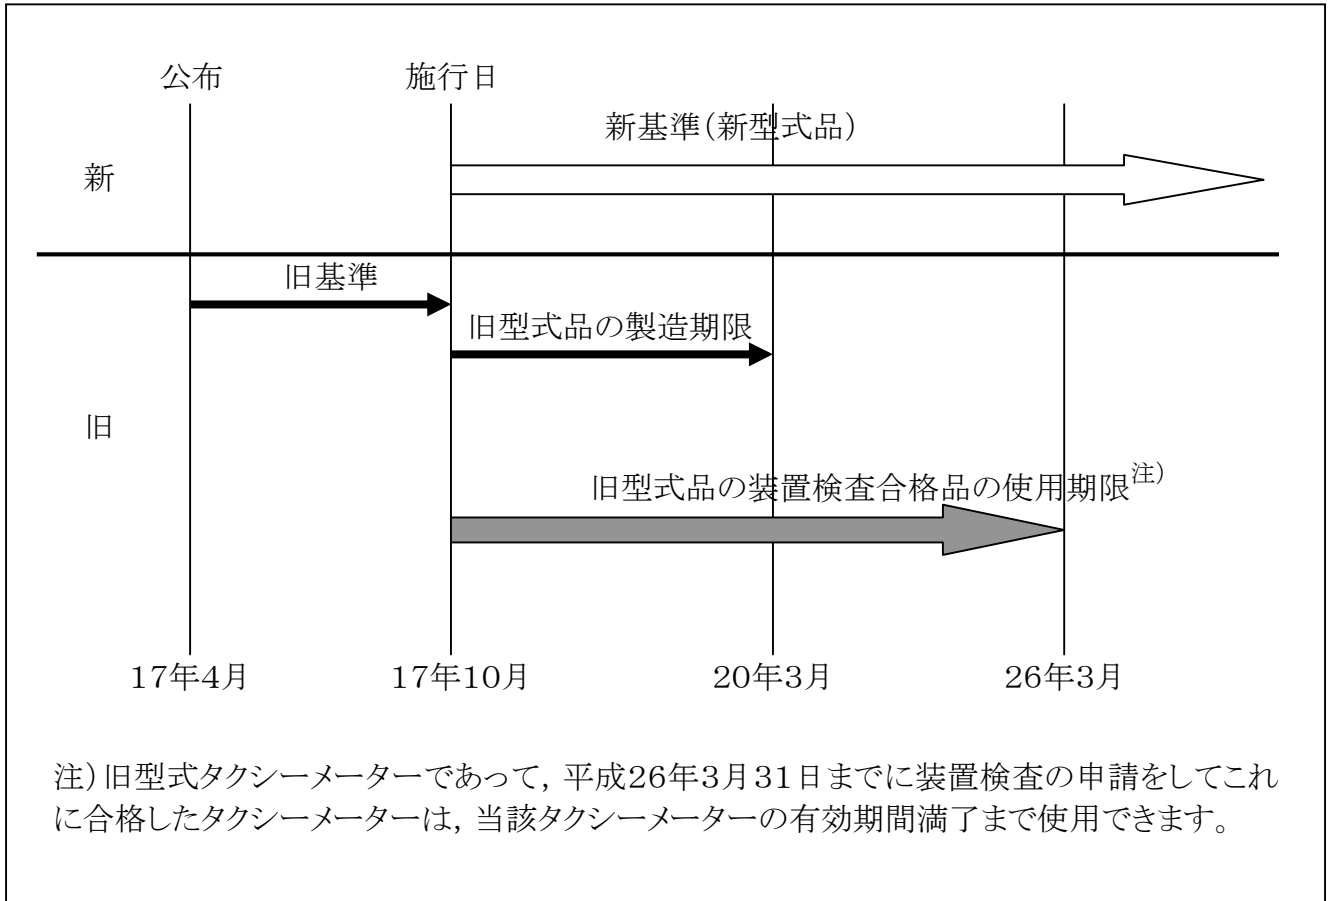 公布
施行日
新基準(新型式品)
新
旧基準
旧型式品の製造期限
旧
旧型式品の装置検査合格品の使用期限注)
17年4月
17年10月
20年3月
26年3月
注)旧型式タクシーメーターであって,平成26年3月31日までに装置検査の申請をしてこれ
に合格したタクシーメーターは,当該タクシーメーターの有効期間満了まで使用できます。